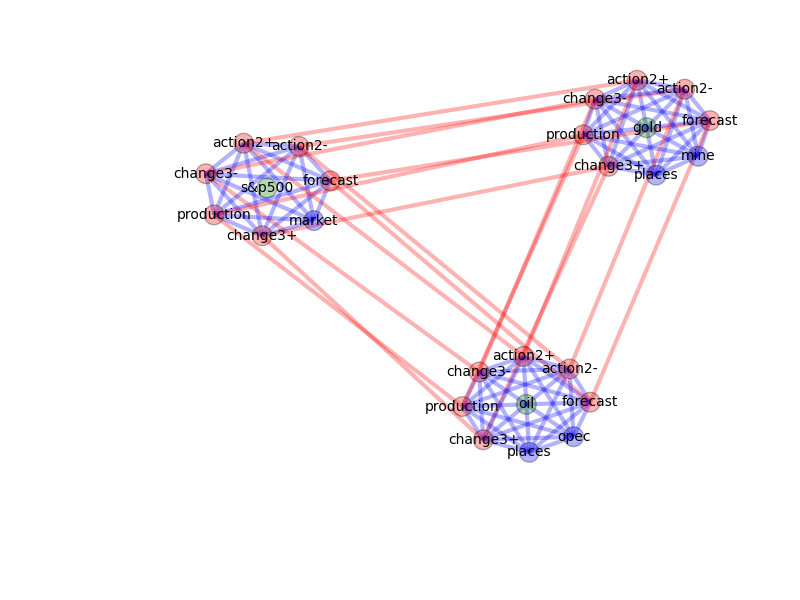 action2+
action2-
change3-
forecast
gold
production
mine
change3+
places
action2+
action2-
change3-
forecast
s&p500
production
market
change3+
action2+
action2-
change3-
forecast
oil
production
opec
change3+
places